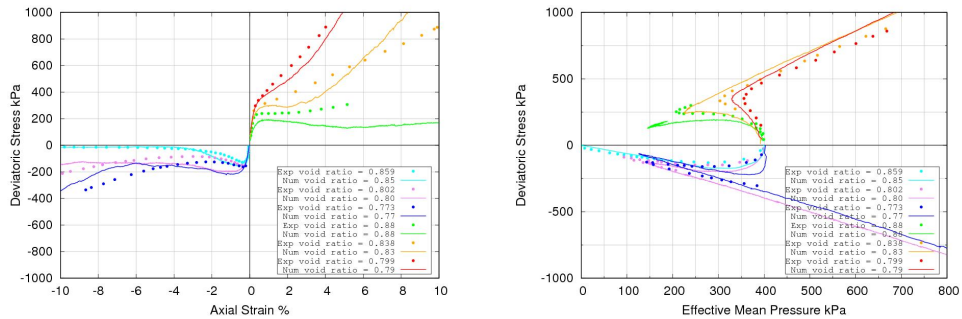 1000
800
600
400
200
0
-200
-400
-600
-800
-1000
Deviatoric Stress kPa
-10 -8 -6 -4 -2 0 2 4 6 8 10
Axial Strain %
Exp void ratio = 0.859
Num void ratio = 0.85
Exp void ratio = 0.802
Num void ratio = 0.80
Exp void ratio = 0.773
Num void ratio = 0.77
Exp void ratio = 0.88
Num void ratio = 0.88
Exp void ratio = 0.838
Num void ratio = 0.83
Exp void ratio = 0.799
Num void ratio = 0.79
1000
500
0
-500
-1000
Deviatoric Stress kPa
0 100 200 300 400 500 600 700 800
Effective Mean Pressure kPa
Exp void ratio = 0.859
Num void ratio = 0.85
Exp void ratio = 0.802
Num void ratio = 0.80
Exp void ratio = 0.773
Num void ratio = 0.77
Exp void ratio = 0.88
Num void ratio = 0.88
Exp void ratio = 0.838
Num void ratio = 0.83
Exp void ratio = 0.799
Num void ratio = 0.79